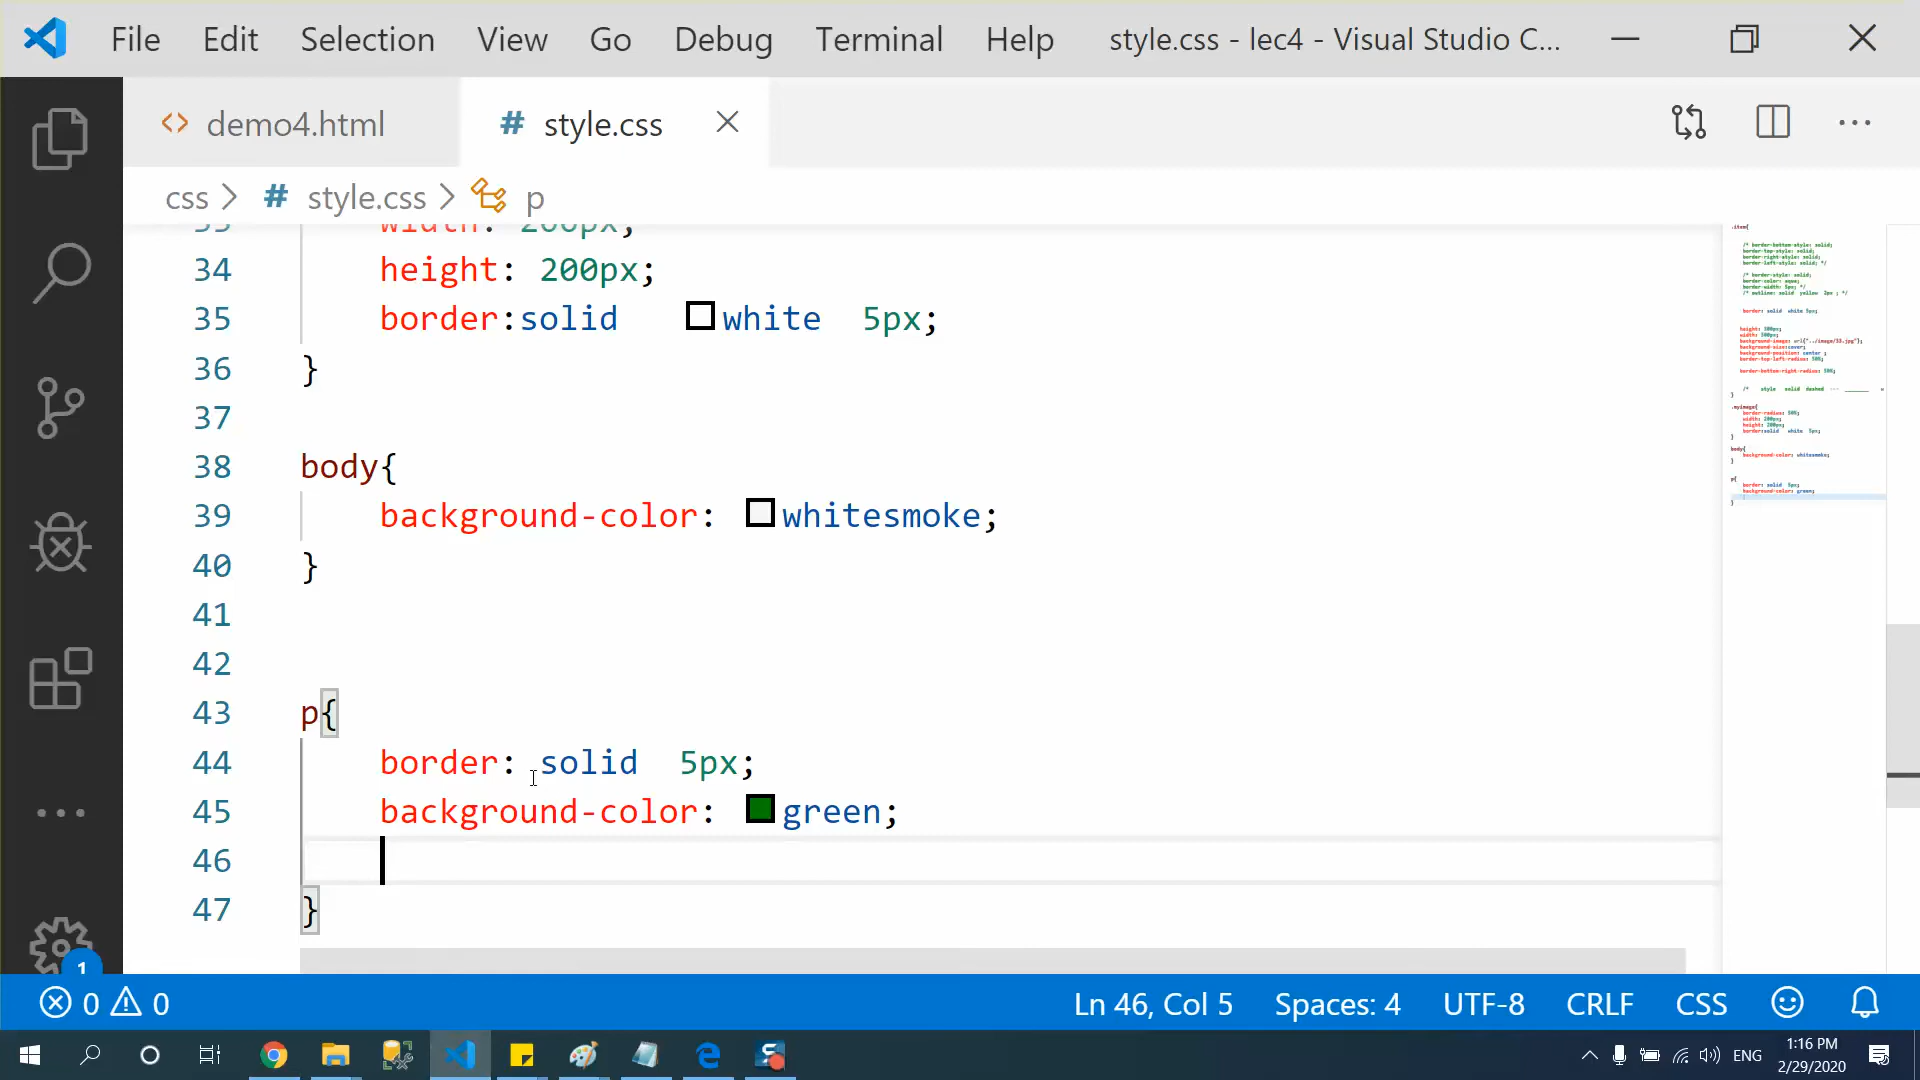 File Edit Selection View Go Debug Terminal Help style.css - lec4 - Visual Studio C...
<> demo4.html # style.css
css > # style.css > p
width: 200px;
34 height: 200px;
35 border:solid white 5px;
36 }
37
38 body{
39 background-color: whitesmoke;
40 }
41
42
43 p{
44 border: solid 5px;
45 background-color: green;
46
47 }
1
0 0 Ln 46, Col 5 Spaces: 4 UTF-8 CRLF CSS
ENG 1:16 PM
2/29/2020